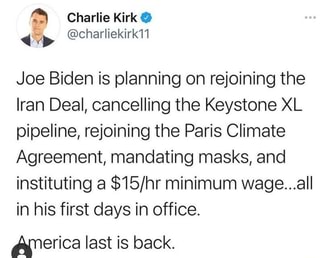 Charlie Kirk
@charliekirk11
Joe Biden is planning on rejoining the
Iran Deal, cancelling the Keystone XL
pipeline, rejoining the Paris Climate
Agreement, mandating masks, and
instituting a $15/hr minimum wage...all
in his first days in office.
America last is back.